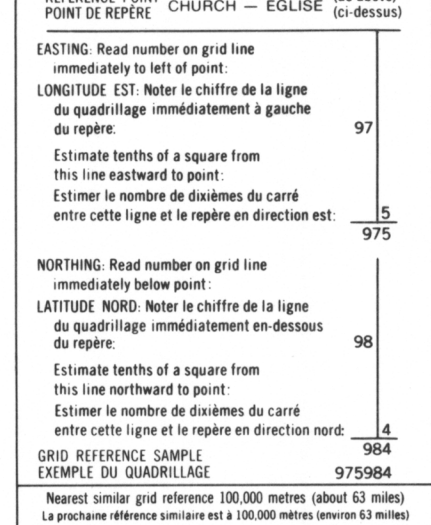 POINT DE REPÈRE CHURCH — ÉGLISE (ci-dessus)
EASTING: Read number on grid line
immediately to left of point:
LONGITUDE EST: Noter le chiffre de la ligne
du quadrillage immédiatement à gauche
du repère: 97
Estimate tenths of a square from
this line eastward to point:
Estimer le nombre de dixièmes du carré
entre cette ligne et le repère en direction est: 5
975
NORTHING: Read number on grid line
immediately below point:
LATITUDE NORD: Noter le chiffre de la ligne
du quadrillage immédiatement en-dessous
du repère: 98
Estimate tenths of a square from
this line northward to point:
Estimer le nombre de dixièmes du carré
entre cette ligne et le repère en direction nord: 4
984
GRID REFERENCE SAMPLE
EXEMPLE DU QUADRILLAGE 975984
Nearest similar grid reference 100,000 metres (about 63 miles)
La prochaine référence similaire est à 100,000 mètres (environ 63 milles)